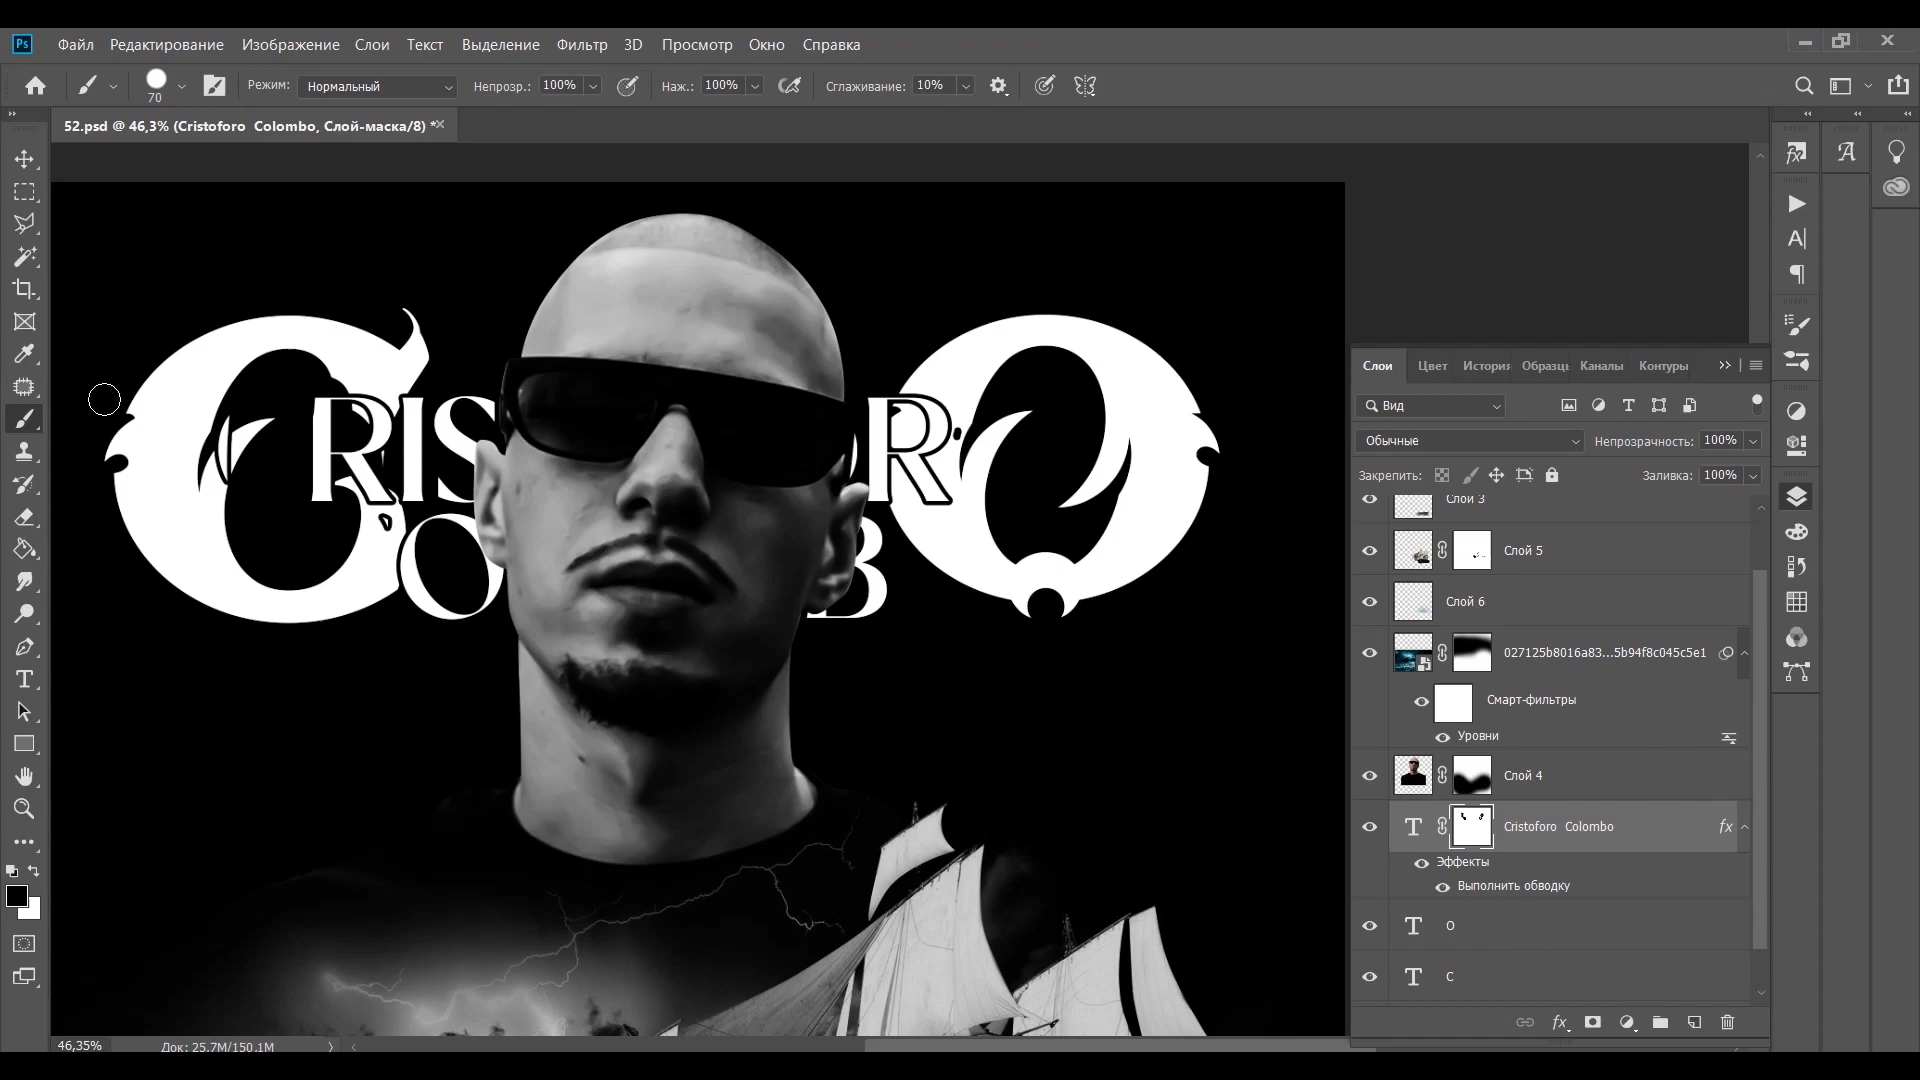 Ps Файл Редактирование Изображение Слои Текст Выделение Фильтр 3D Просмотр Окно Справка
70 Режим: Нормальный Непрозр.: 100% Наж.: 100% Сглаживание: 10%
52.psd @ 46,3% (Cristoforo Colombo, Слой-маска/8) *
CRIS RO
O B
Слои Цвет История Образцы Каналы Контуры
Вид
Обычные Непрозрачность: 100%
Закрепить: Заливка: 100%
Слой 3
Слой 5
Слой 6
027125b8016a83...5b94f8c045c5e1
Смарт-фильтры
Уровни
Слой 4
Cristoforo Colombo fx
Эффекты
Выполнить обводку
O
C
46,35% Док: 25,7M/150,1M